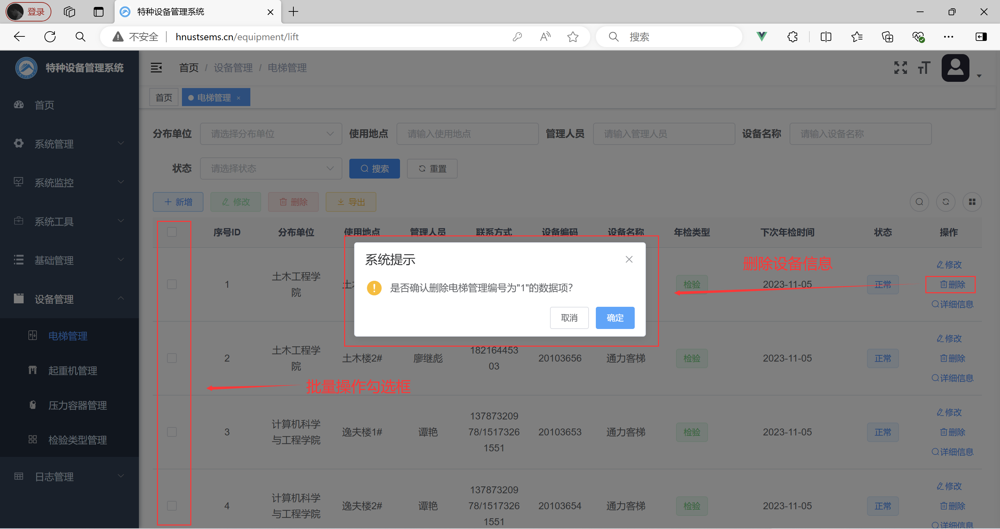 登录
特种设备管理系统
不安全
hnustsems.cn/equipment/lift
搜索
特种设备管理系统
首页 / 设备管理 / 电梯管理
首页
电梯管理 ×
首页
系统管理
系统监控
系统工具
基础管理
设备管理
电梯管理
起重机管理
压力容器管理
检验类型管理
日志管理
分布单位 请选择分布单位 使用地点 请输入使用地点 管理人员 请输入管理人员 设备名称 请输入设备名称
状态 请选择状态 搜索 重置
新增 修改 删除 导出
序号ID 分布单位 使用地点 管理人员 联系方式 设备编码 设备名称 年检类型 下次年检时间 状态 操作
系统提示
是否确认删除电梯管理编号为"1"的数据项?
取消 确定
删除设备信息
批量操作勾选框
1
土木工程学
院
检验
2023-11-05
正常
修改
删除
详细信息
2
土木工程学
院
土木楼2#
廖继彪
182164453
03
20103656
通力客梯
检验
2023-11-05
正常
修改
删除
详细信息
3
计算机科学
与工程学院
逸夫楼1#
谭艳
137873209
78/1517326
1551
20103653
通力客梯
检验
2023-11-05
正常
修改
删除
详细信息
4
计算机科学
与工程学院
逸夫楼2#
谭艳
137873209
78/1517326
1551
20103654
通力客梯
检验
2023-11-05
正常
修改
删除
详细信息